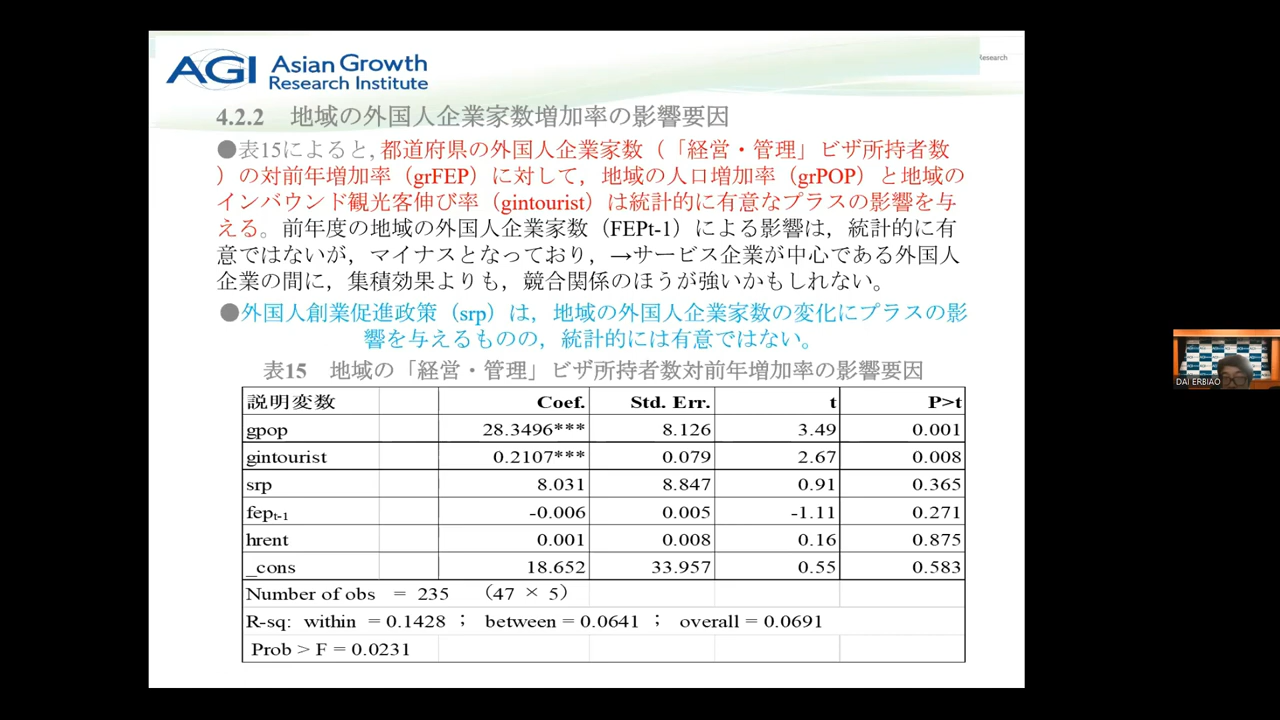 AGI Asian Growth
Research Institute
Research
4.2.2 地域の外国人企業家数増加率の影響要因
●表15によると, 都道府県の外国人企業家数（「経営・管理」ビザ所持者数
）の対前年増加率（grFEP）に対して，地域の人口増加率（grPOP）と地域の
インバウンド観光客伸び率（gintourist）は統計的に有意なプラスの影響を与
える。前年度の地域の外国人企業家数（FEPt-1）による影響は，統計的に有
意ではないが，マイナスとなっており，→サービス企業が中心である外国人
企業の間に，集積効果よりも，競合関係のほうが強いかもしれない。
●外国人創業促進政策（srp）は，地域の外国人企業家数の変化にプラスの影
響を与えるものの，統計的には有意ではない。
表15 地域の「経営・管理」ビザ所持者数対前年増加率の影響要因
説明変数 Coef. Std. Err. t P>t
gpop 28.3496*** 8.126 3.49 0.001
gintourist 0.2107*** 0.079 2.67 0.008
srp 8.031 8.847 0.91 0.365
fept-1 -0.006 0.005 -1.11 0.271
hrent 0.001 0.008 0.16 0.875
_cons 18.652 33.957 0.55 0.583
Number of obs = 235 （47 × 5）
R-sq: within = 0.1428 ； between = 0.0641 ； overall = 0.0691
Prob > F = 0.0231
DAI ERBIAO